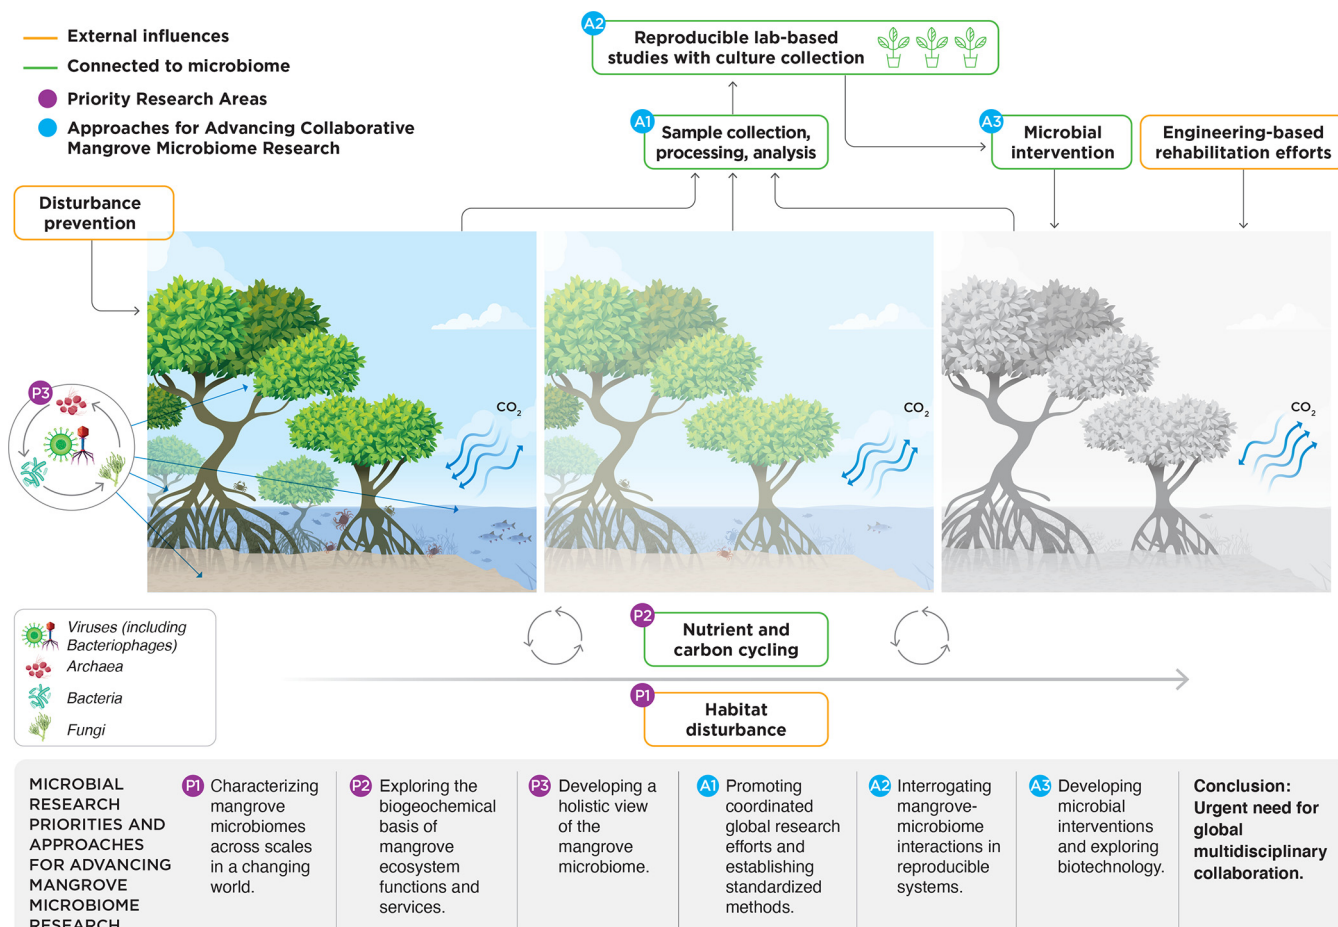 External influences
Connected to microbiome
Priority Research Areas
Approaches for Advancing Collaborative
Mangrove Microbiome Research
A2
Reproducible lab-based
studies with culture collection
A1
Sample collection,
processing, analysis
A3
Microbial
intervention
Engineering-based
rehabilitation efforts
Disturbance
prevention
P3
CO2
CO2
CO2
Viruses (including
Bacteriophages)
Archaea
Bacteria
Fungi
P2
Nutrient and
carbon cycling
P1
Habitat
disturbance
MICROBIAL
RESEARCH
PRIORITIES AND
APPROACHES
FOR ADVANCING
MANGROVE
MICROBIOME
RESEARCH
P1 Characterizing
mangrove
microbiomes
across scales
in a changing
world.
P2 Exploring the
biogeochemical
basis of
mangrove
ecosystem
functions and
services.
P3 Developing a
holistic view
of the
mangrove
microbiome.
A1 Promoting
coordinated
global research
efforts and
establishing
standardized
methods.
A2 Interrogating
mangrove-
microbiome
interactions in
reproducible
systems.
A3 Developing
microbial
interventions
and exploring
biotechnology.
Conclusion:
Urgent need for
global
multidisciplinary
collaboration.